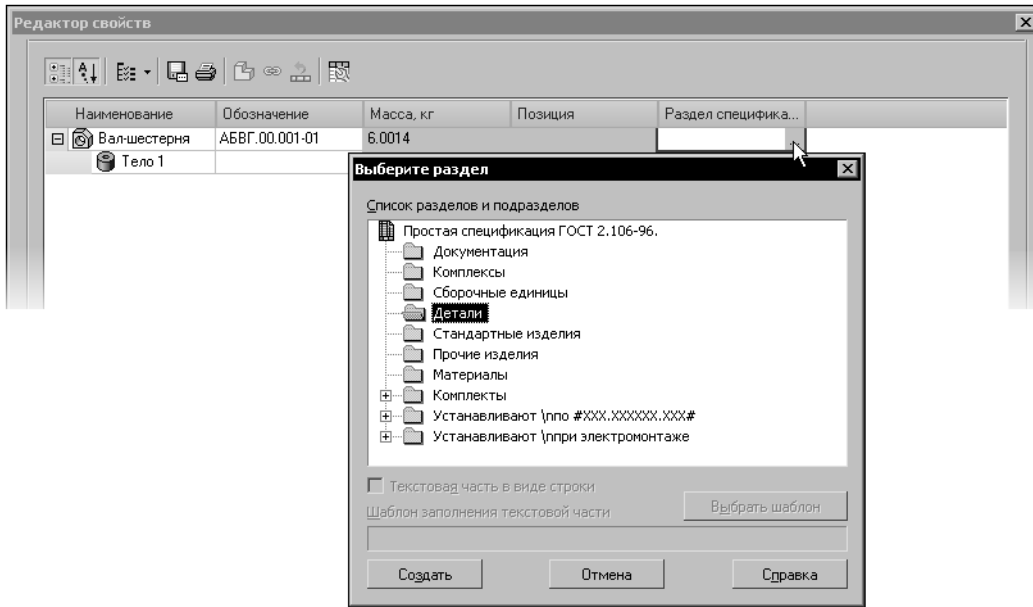 Редактор свойств
Наименование Обозначение Масса, кг Позиция Раздел специфика...
Вал-шестерня АБВГ.00.001-01 6.0014
Тело 1
Выберите раздел
Список разделов и подразделов
Простая спецификация ГОСТ 2.106-96.
Документация
Комплексы
Сборочные единицы
Детали
Стандартные изделия
Прочие изделия
Материалы
Комплекты
Устанавливают \nпо #XXX.XXXXXX.XXX#
Устанавливают \nпри электромонтаже
Текстовая часть в виде строки
Шаблон заполнения текстовой части
Выбрать шаблон
Создать Отмена Справка